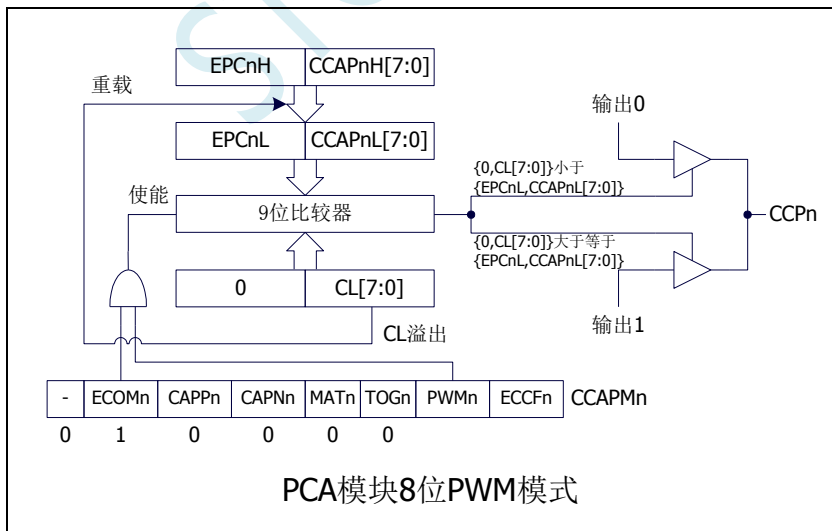 EPCnH CCAPnH[7:0]
重载
输出0
EPCnL CCAPnL[7:0]
{0,CL[7:0]}小于
{EPCnL,CCAPnL[7:0]}
使能
9位比较器
CCPn
{0,CL[7:0]}大于等于
{EPCnL,CCAPnL[7:0]}
0 CL[7:0]
输出1
CL溢出
- ECOMn CAPPn CAPNn MATn TOGn PWMn ECCFn CCAPMn
0 1 0 0 0 0
PCA模块8位PWM模式